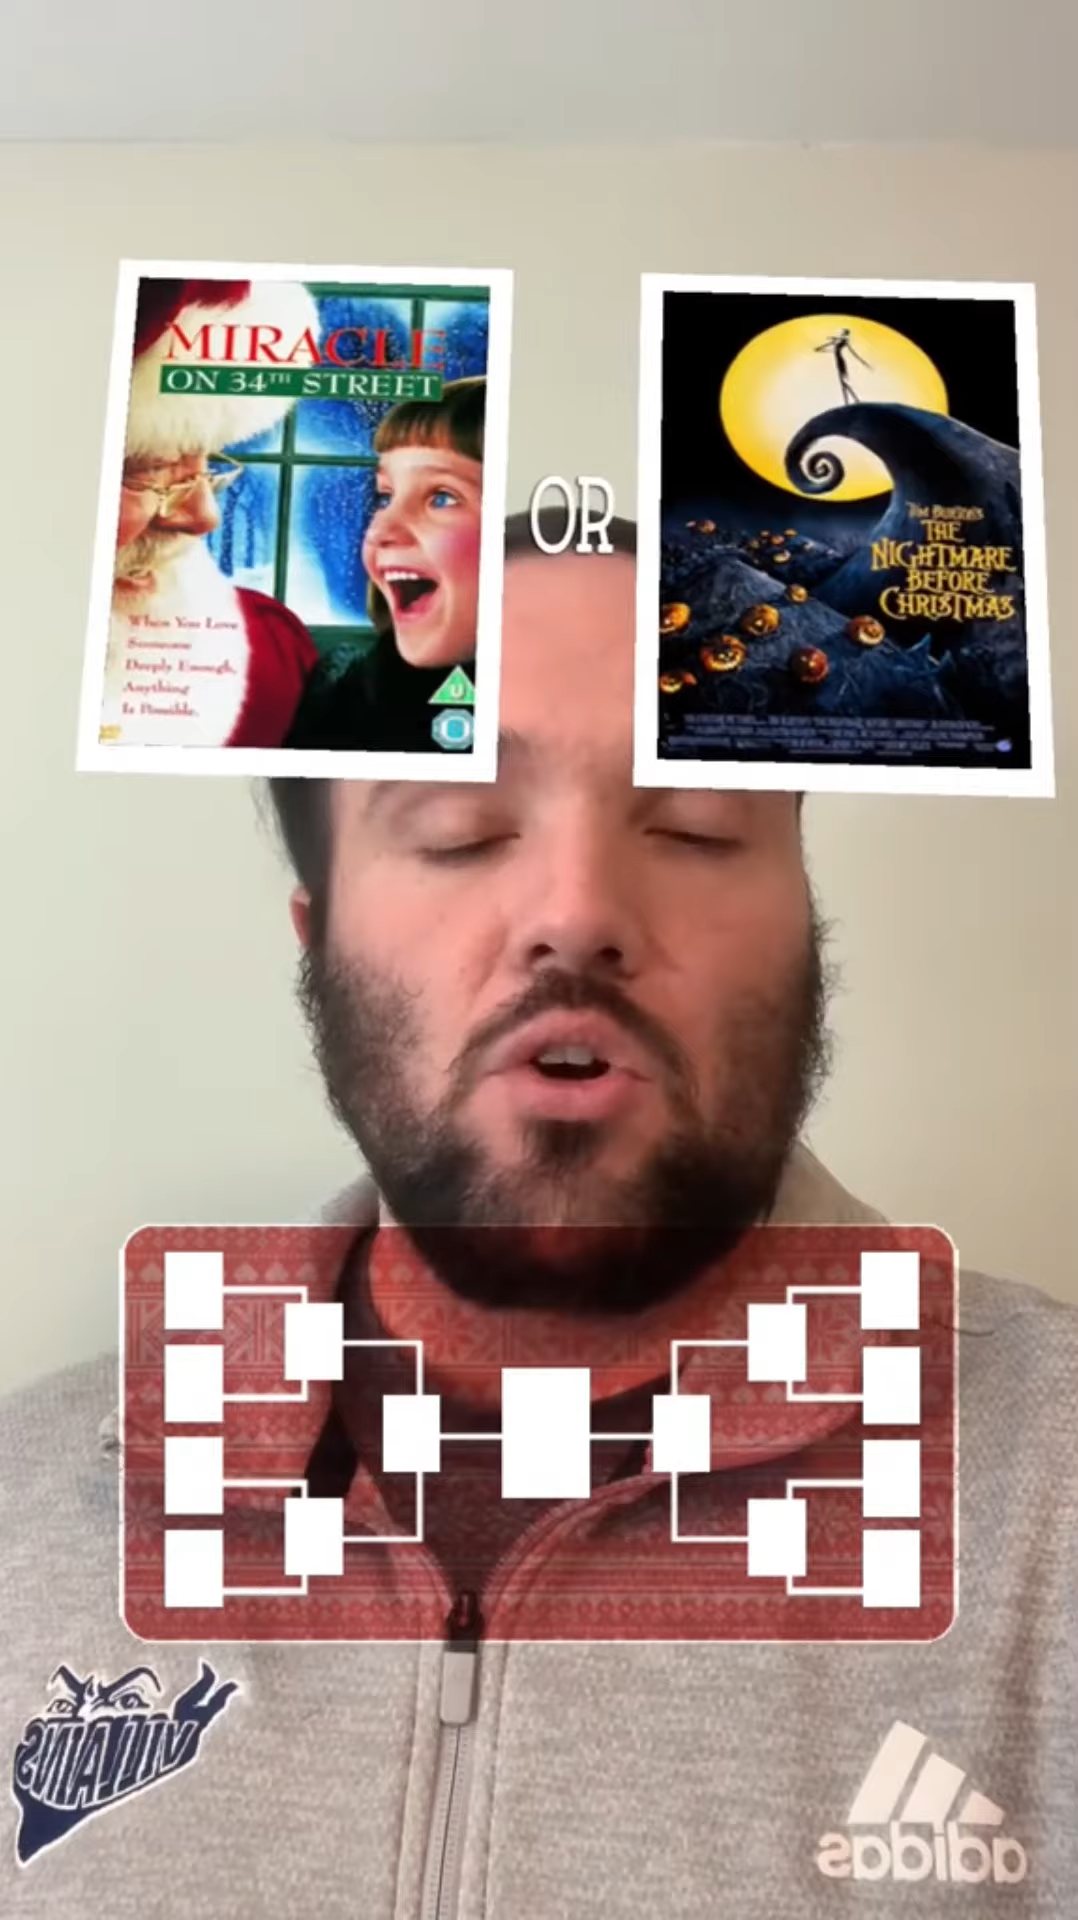 MIRACLE
ON 34TH STREET
When You Love
Someone
Deeply Enough,
Anything
Is Possible.
U
OR
TIM BURTON'S
THE
NIGHTMARE
BEFORE
CHRISTMAS
VILLAINS
adidas